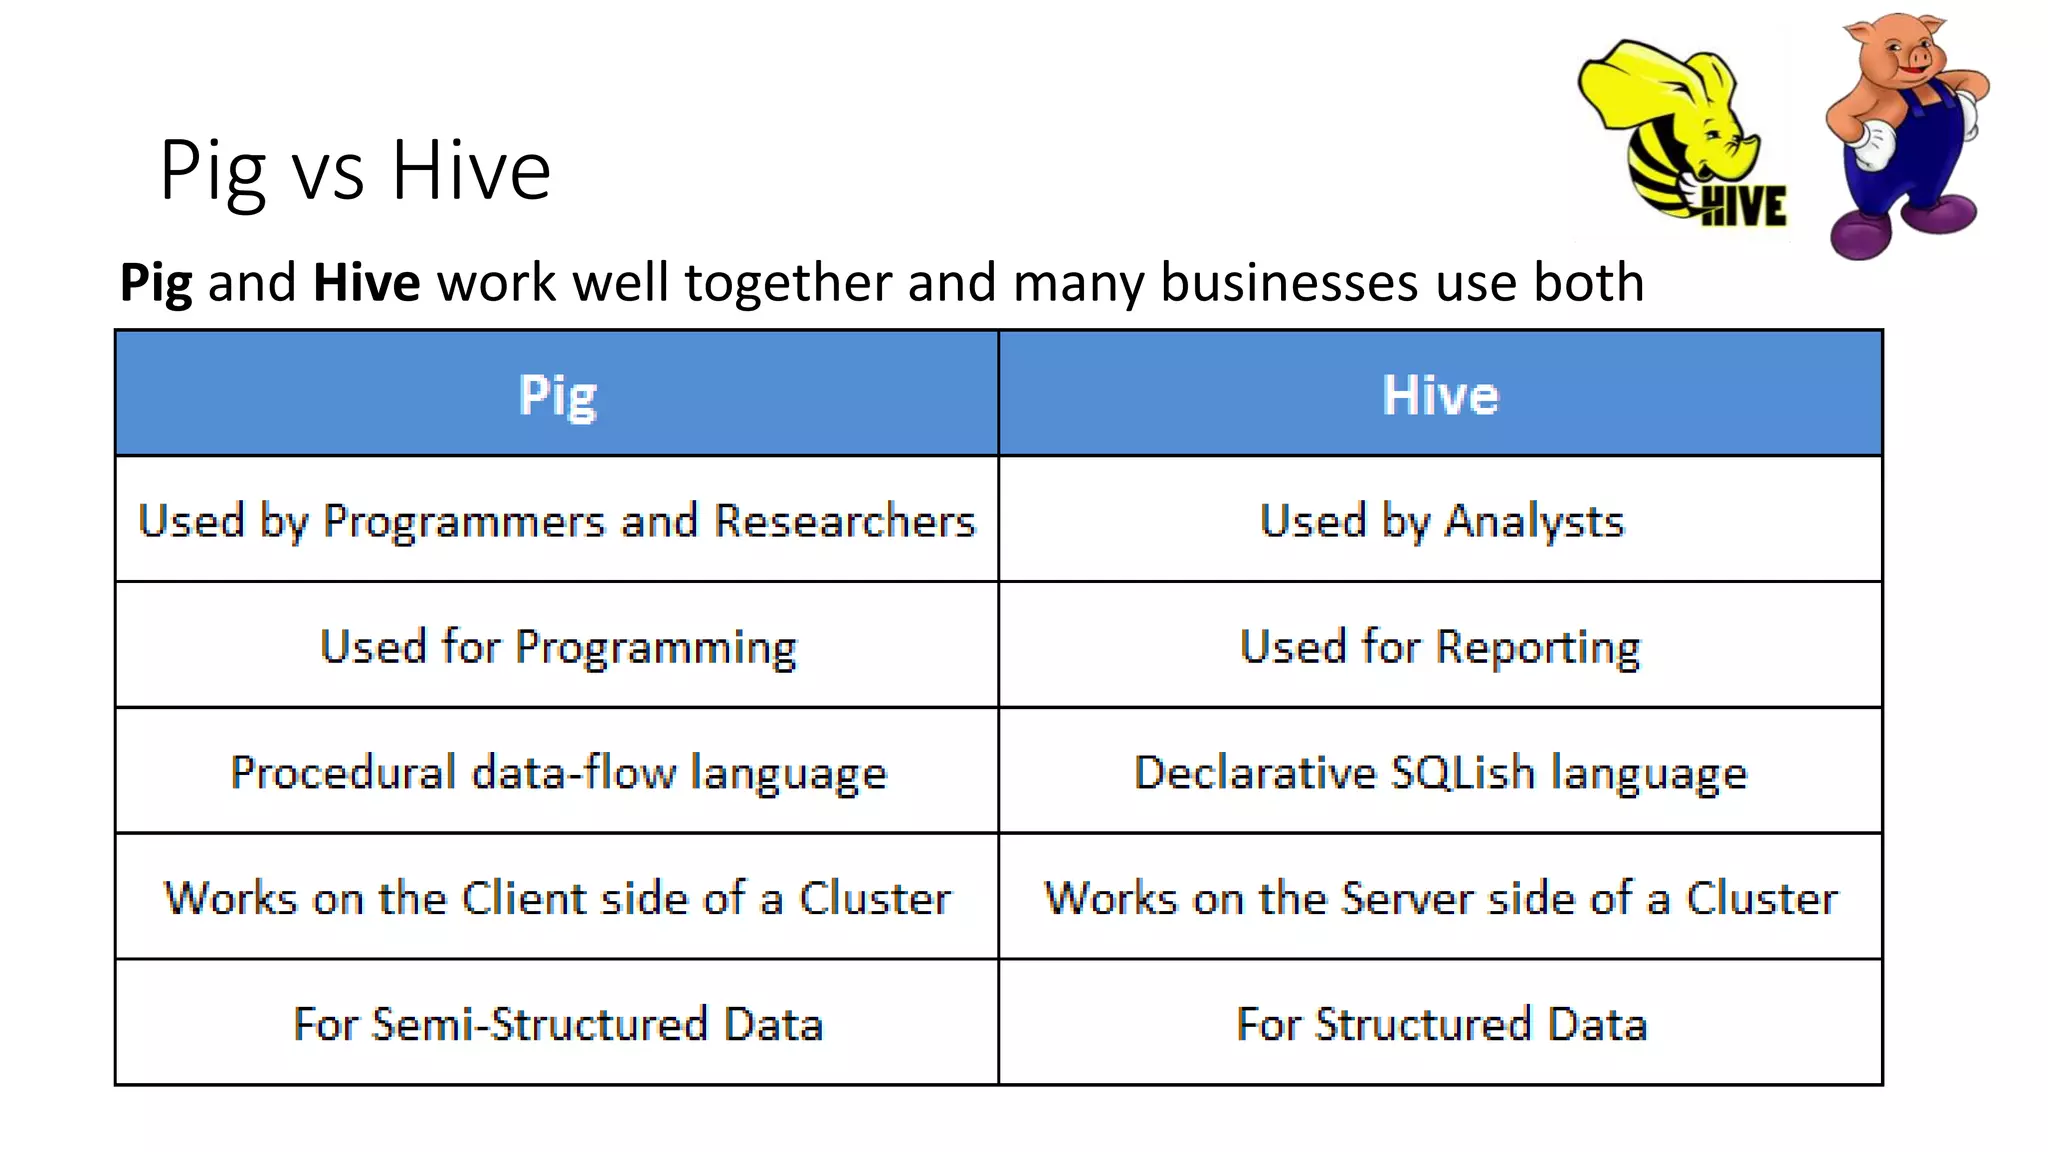 HIVE
Pig vs Hive
Pig and Hive work well together and many businesses use both
Pig
Hive
Used by Programmers and Researchers
Used by Analysts
Used for Programming
Used for Reporting
Procedural data-flow language
Declarative SQLish language
Works on the Client side of a Cluster
Works on the Server side of a Cluster
For Semi-Structured Data
For Structured Data